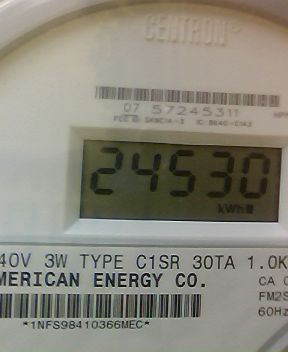 CENTRON®
07 57245311
24530
kWh
40V 3W TYPE C1SR 30TA 1.0K
MERICAN ENERGY CO.
CA 0
FM2S
60Hz
*1NFS98410366MEC*